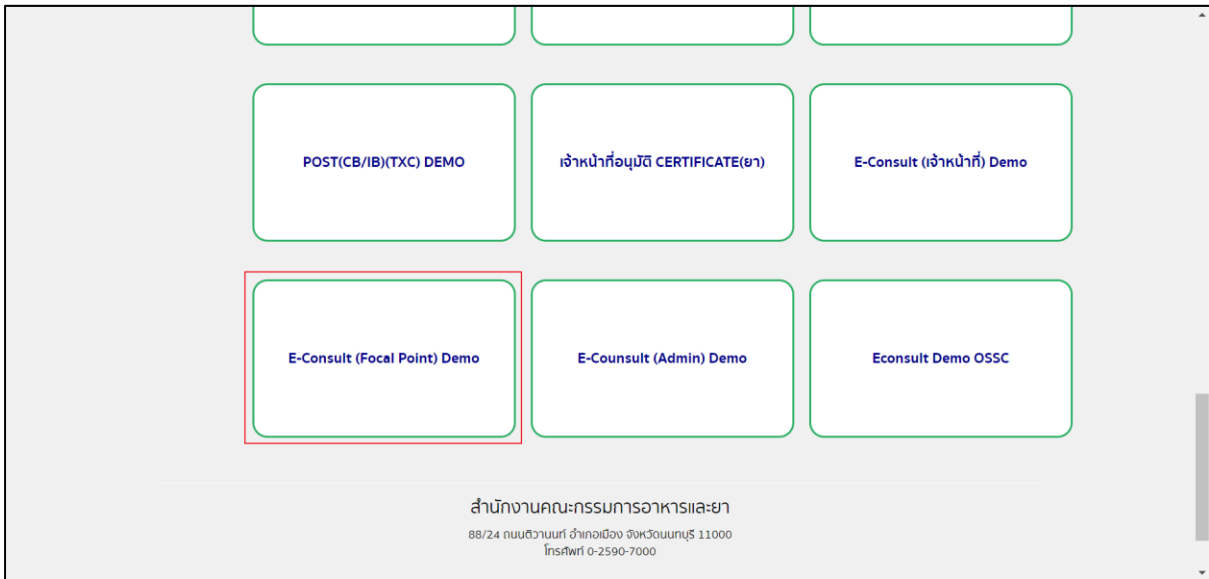 POST(CB/IB)(TXC) DEMO
เจ้าหน้าที่อนุมัติ CERTIFICATE(ยา)
E-Consult (เจ้าหน้าที่) Demo
E-Consult (Focal Point) Demo
E-Counsult (Admin) Demo
Econsult Demo OSSC
สำนักงานคณะกรรมการอาหารและยา
88/24 ถนนติวานนท์ อำเภอเมือง จังหวัดนนทบุรี 11000
โทรศัพท์ 0-2590-7000